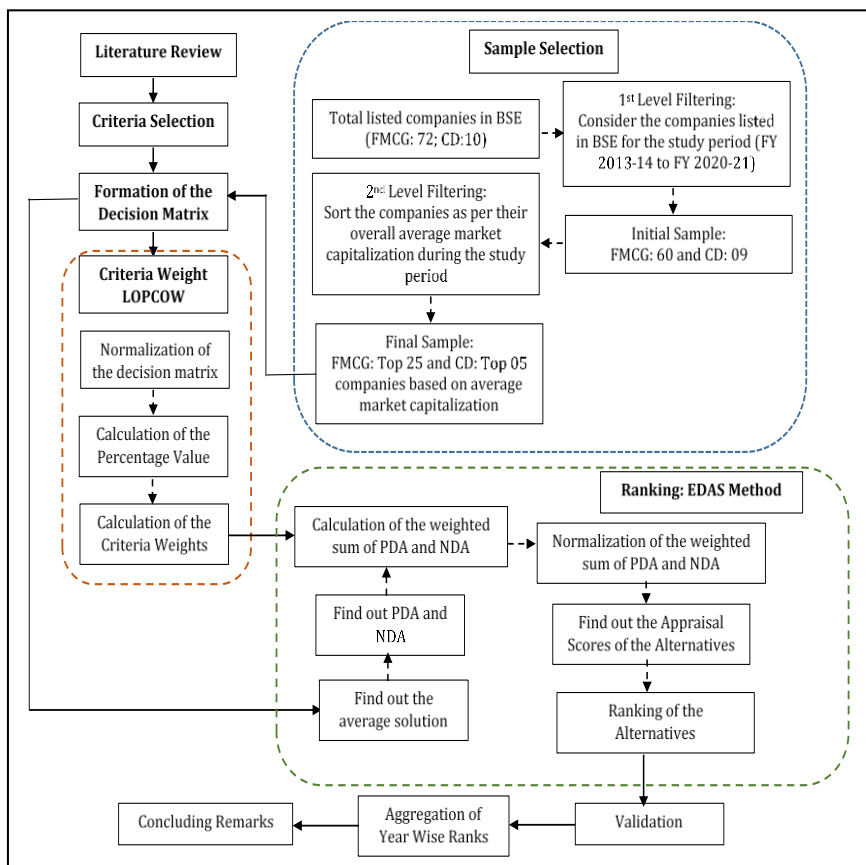 Literature Review
Criteria Selection
Formation of the
Decision Matrix
Criteria Weight
LOPCOW
Normalization of
the decision matrix
Calculation of the
Percentage Value
Calculation of the
Criteria Weights
Sample Selection
Total listed companies in BSE
(FMCG: 72; CD:10)
1st Level Filtering:
Consider the companies listed
in BSE for the study period (FY
2013-14 to FY 2020-21)
Initial Sample:
FMCG: 60 and CD: 09
2nd Level Filtering:
Sort the companies as per their
overall average market
capitalization during the study
period
Final Sample:
FMCG: Top 25 and CD: Top 05
companies based on average
market capitalization
Ranking: EDAS Method
Calculation of the weighted
sum of PDA and NDA
Find out PDA and
NDA
Find out the
average solution
Normalization of the weighted
sum of PDA and NDA
Find out the Appraisal
Scores of the Alternatives
Ranking of the
Alternatives
Validation
Aggregation of
Year Wise Ranks
Concluding Remarks